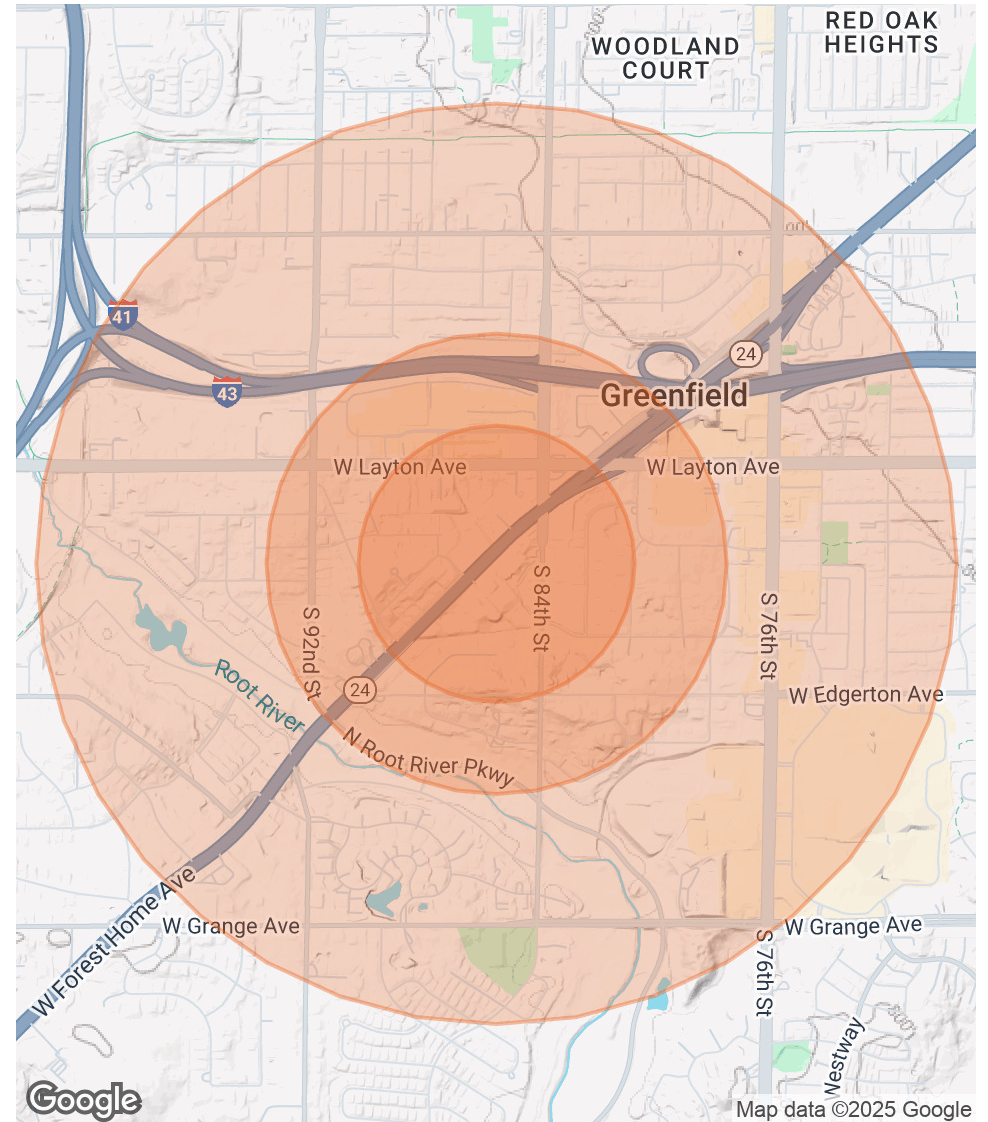 RED OAK
HEIGHTS
WOODLAND
COURT
41
24
43
Greenfield
W Layton Ave
W Layton Ave
S 84th St
S 92nd St
S 76th St
Root River
24
W Edgerton Ave
N Root River Pkwy
W Forest Home Ave
W Grange Ave
W Grange Ave
S 76th St
Westway
Google
Map data ©2025 Google